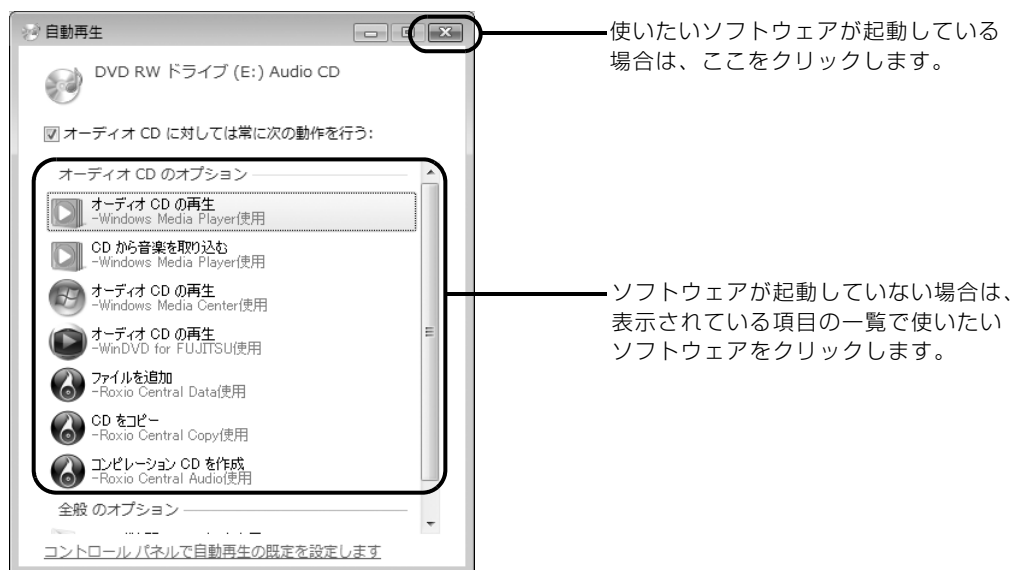 自動再生
使いたいソフトウェアが起動している
場合は、ここをクリックします。
DVD RW ドライブ (E:) Audio CD
オーディオ CD に対しては常に次の動作を行う:
オーディオ CD のオプション
オーディオ CD の再生
-Windows Media Player使用
CD から音楽を取り込む
-Windows Media Player使用
オーディオ CD の再生
-Windows Media Center使用
ソフトウェアが起動していない場合は、
表示されている項目の一覧で使いたい
ソフトウェアをクリックします。
オーディオ CD の再生
-WinDVD for FUJITSU使用
ファイルを追加
-Roxio Central Data使用
CD をコピー
-Roxio Central Copy使用
コンピレーション CD を作成
-Roxio Central Audio使用
全般 のオプション
コントロール パネルで自動再生の既定を設定します